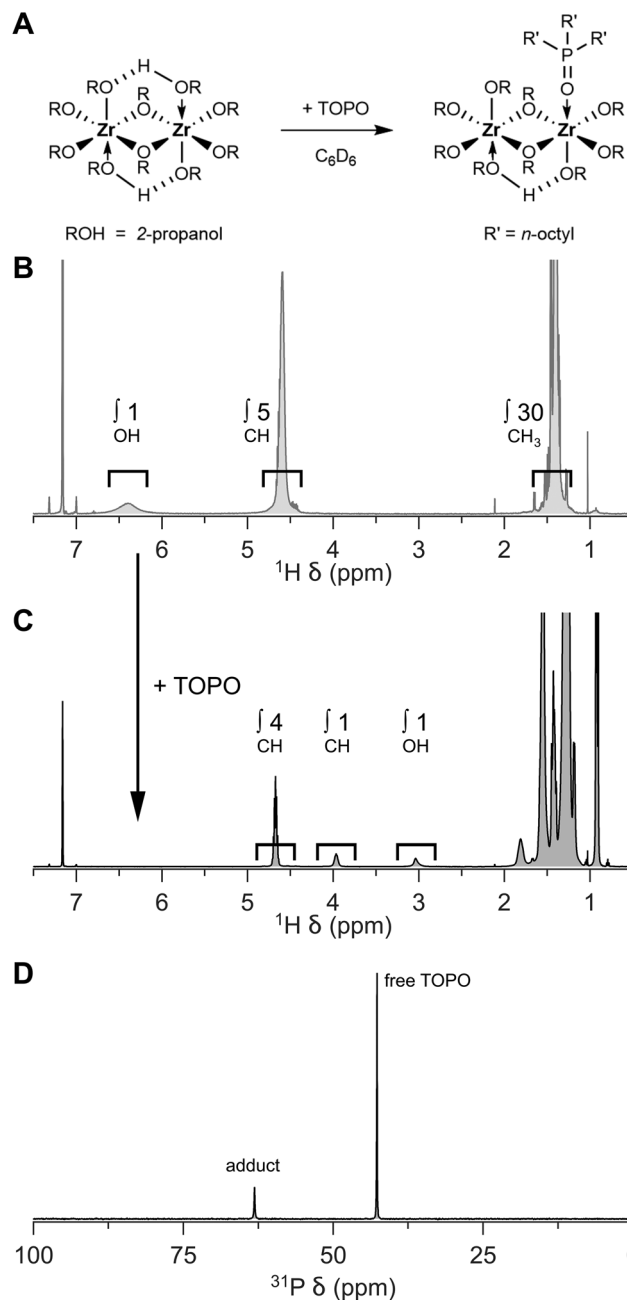 A
R'
R' R'
P
O
H
RO OR
R
RO O OR
Zr Zr
RO O OR
R
RO OR
H
+ TOPO
C6D6
R
RO RO O OR
Zr Zr
RO O OR
R
RO OR
H
ROH = 2-propanol
R' = n-octyl
B
∫ 1
OH
∫ 5
CH
∫ 30
CH3
7 6 5 4 3 2 1
1H δ (ppm)
C
+ TOPO
∫ 4
CH
∫ 1
CH
∫ 1
OH
7 6 5 4 3 2 1
1H δ (ppm)
D
free TOPO
adduct
100 75 50 25
31P δ (ppm)